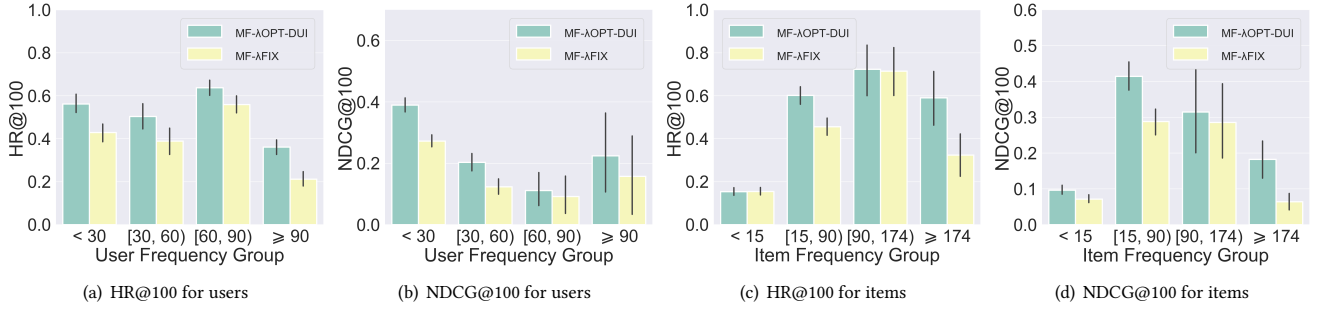 HR@100
1.0
0.8
0.6
0.4
0.2
0.0
MF-λOPT-DUI
MF-λFIX
< 30 [30, 60) [60, 90) ⩾ 90
User Frequency Group
(a) HR@100 for users
NDCG@100
0.6
0.4
0.2
0.0
MF-λOPT-DUI
MF-λFIX
< 30 [30, 60) [60, 90) ⩾ 90
User Frequency Group
(b) NDCG@100 for users
HR@100
1.0
0.8
0.6
0.4
0.2
0.0
MF-λOPT-DUI
MF-λFIX
< 15 [15, 90) [90, 174) ⩾ 174
Item Frequency Group
(c) HR@100 for items
NDCG@100
0.6
0.5
0.4
0.3
0.2
0.1
0.0
MF-λOPT-DUI
MF-λFIX
< 15 [15, 90) [90, 174) ⩾ 174
Item Frequency Group
(d) NDCG@100 for items